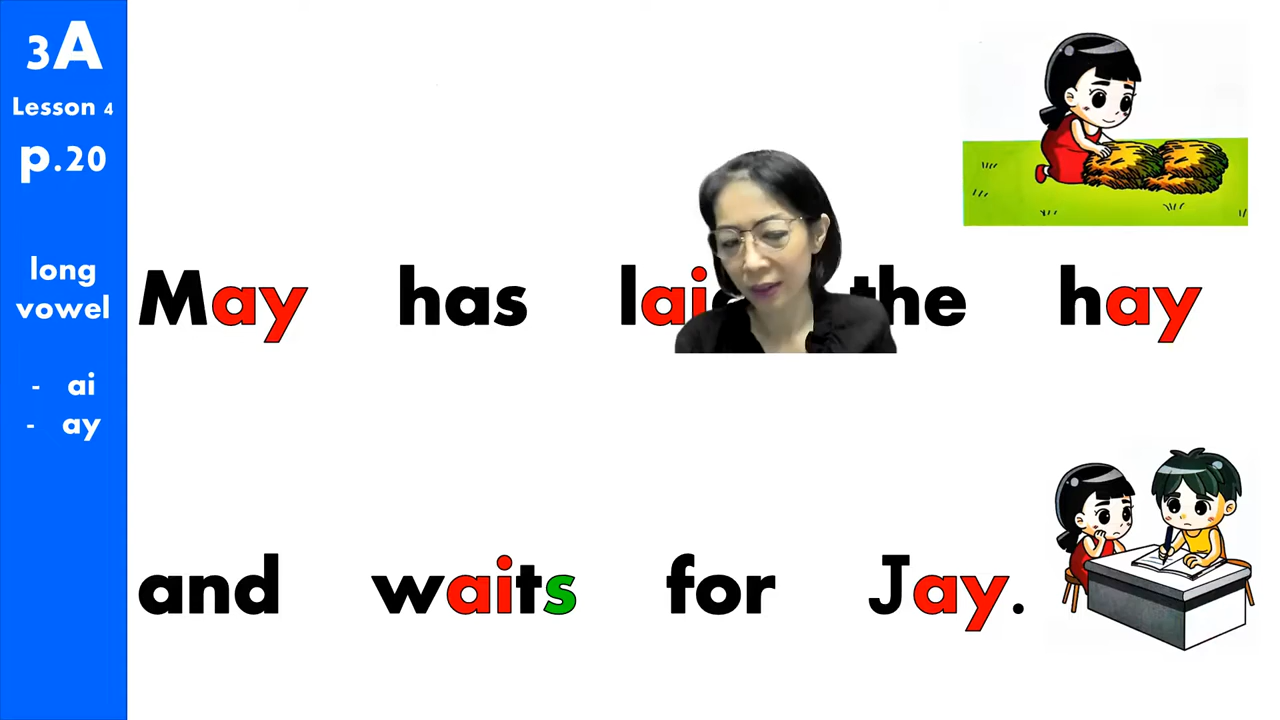 3A
Lesson 4
p.20
long
vowel
- ai
- ay
May has the hay
and waits for Jay.